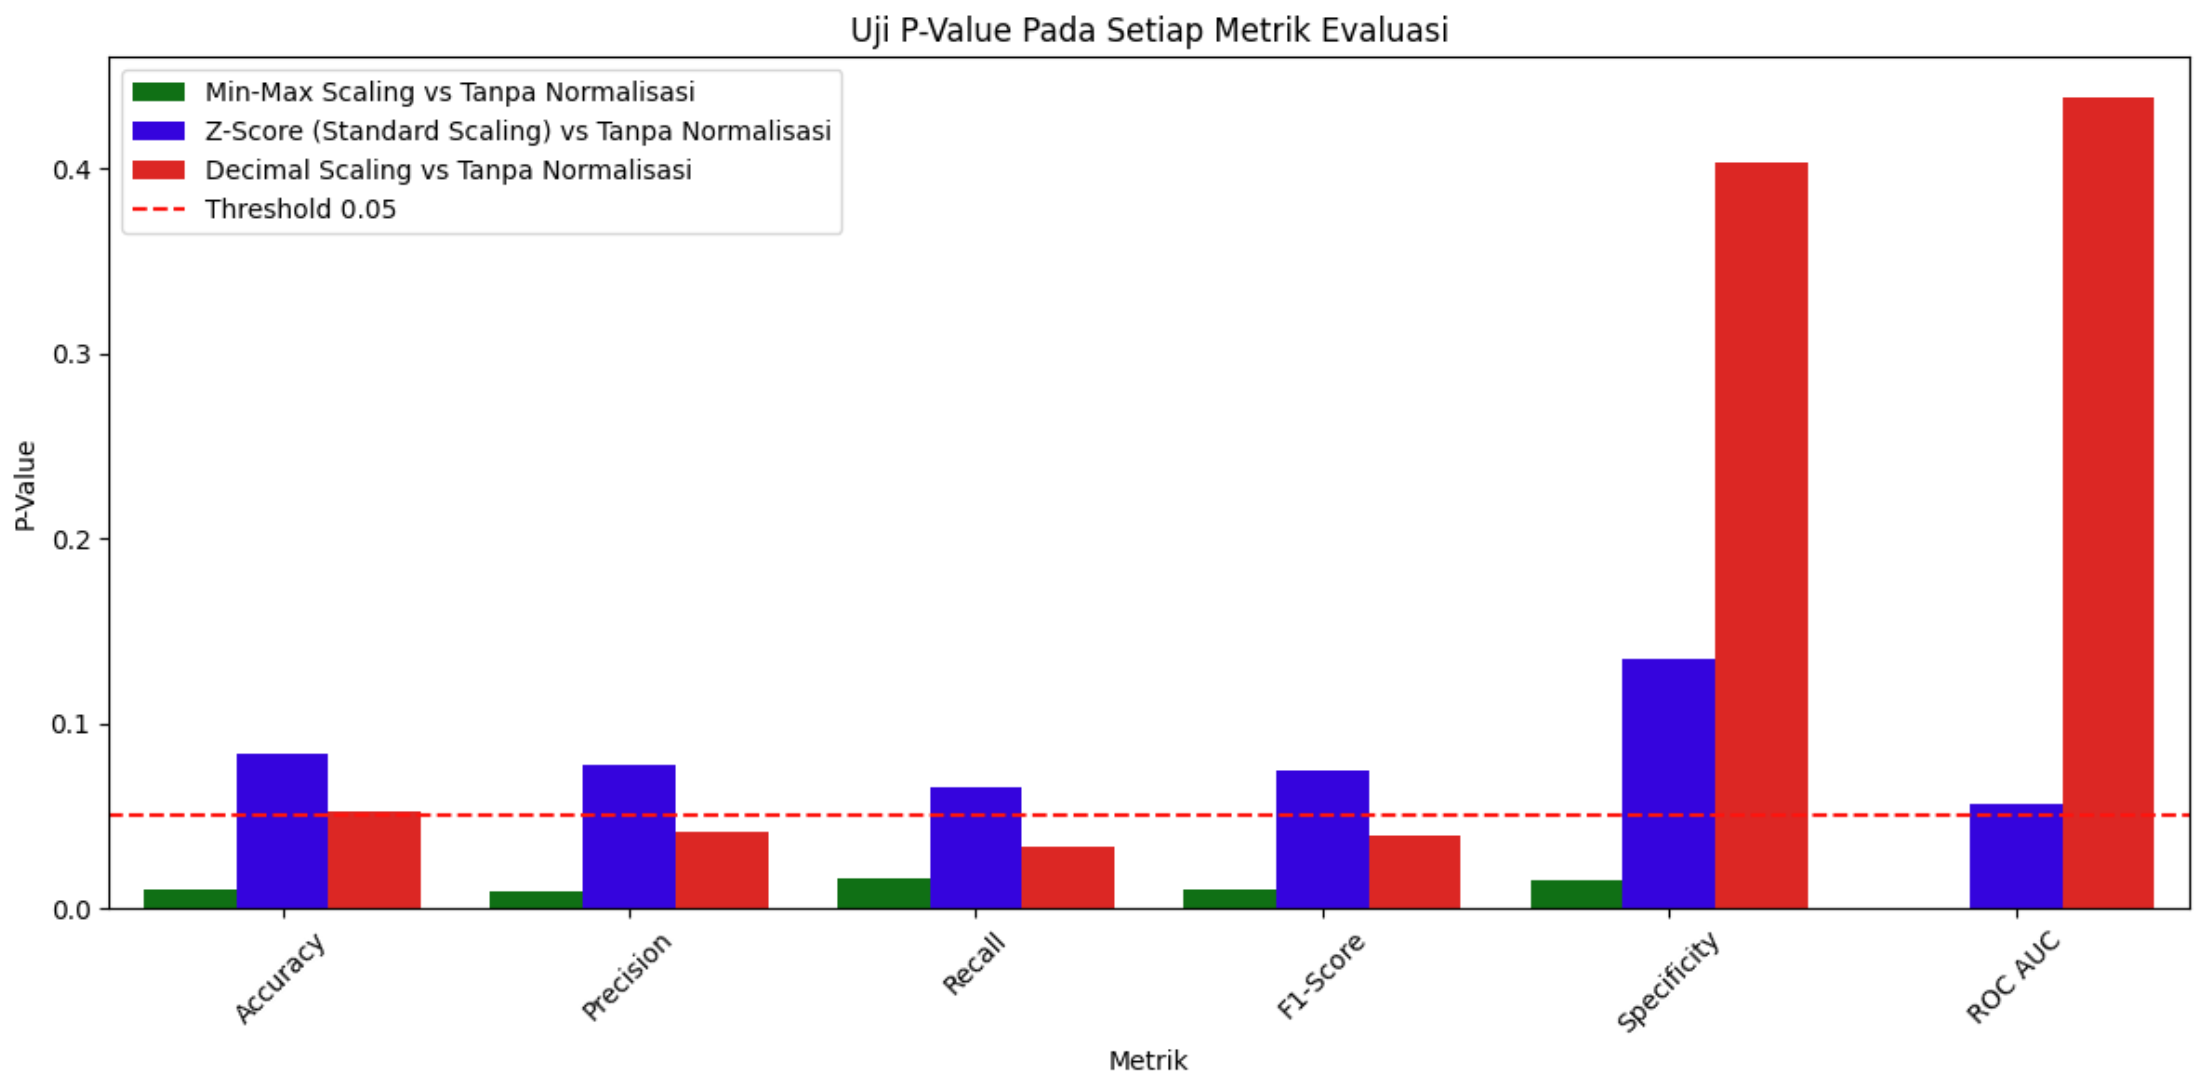 Uji P-Value Pada Setiap Metrik Evaluasi
Min-Max Scaling vs Tanpa Normalisasi
Z-Score (Standard Scaling) vs Tanpa Normalisasi
Decimal Scaling vs Tanpa Normalisasi
Threshold 0.05
P-Value
0.4
0.3
0.2
0.1
0.0
Accuracy
Precision
Recall
F1-Score
Specificity
ROC AUC
Metrik